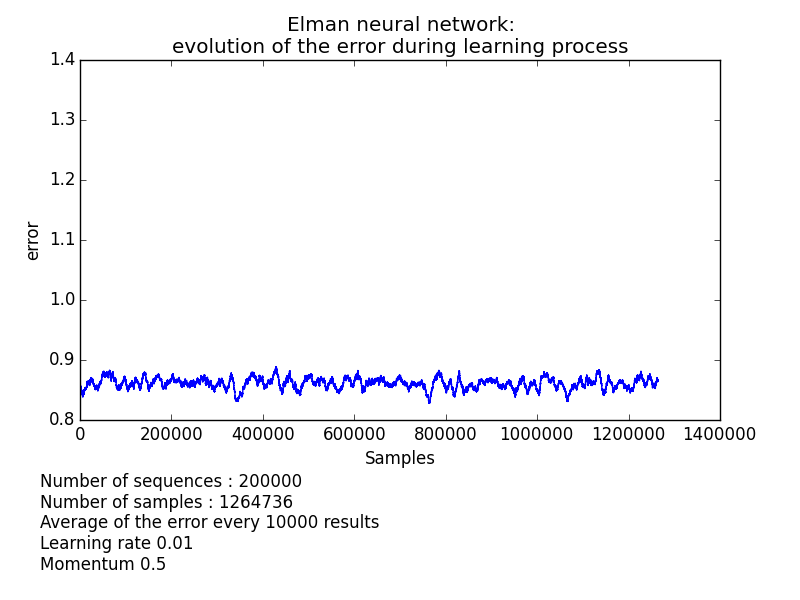 Elman neural network:
evolution of the error during learning process
1.4
1.3
1.2
1.1
1.0
0.9
0.8
error
0 200000 400000 600000 800000 1000000 1200000 1400000
Samples
Number of sequences : 200000
Number of samples : 1264736
Average of the error every 10000 results
Learning rate 0.01
Momentum 0.5